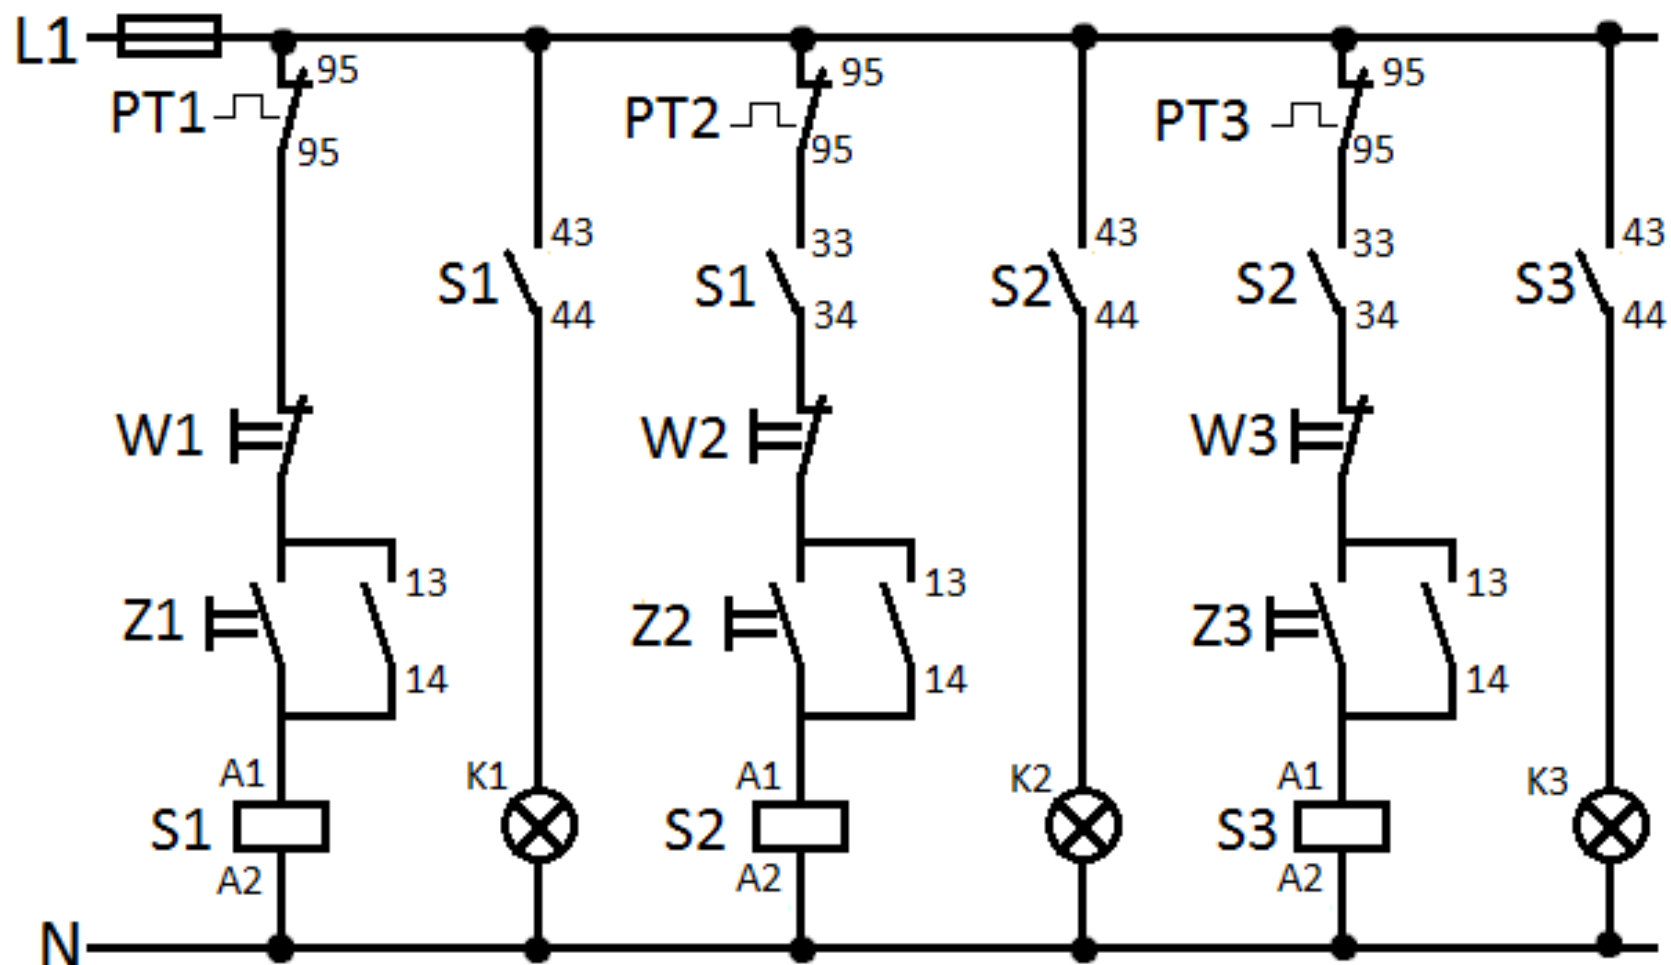 L1
95 95 95
PT1 PT2 PT3
95 95 95
43 33 43 33 43
S1 S1 S2 S2 S3
44 34 44 34 44
W1 W2 W3
13 13 13
Z1 Z2 Z3
14 14 14
A1 K1 A1 K2 A1 K3
S1 S2 S3
A2 A2 A2
N